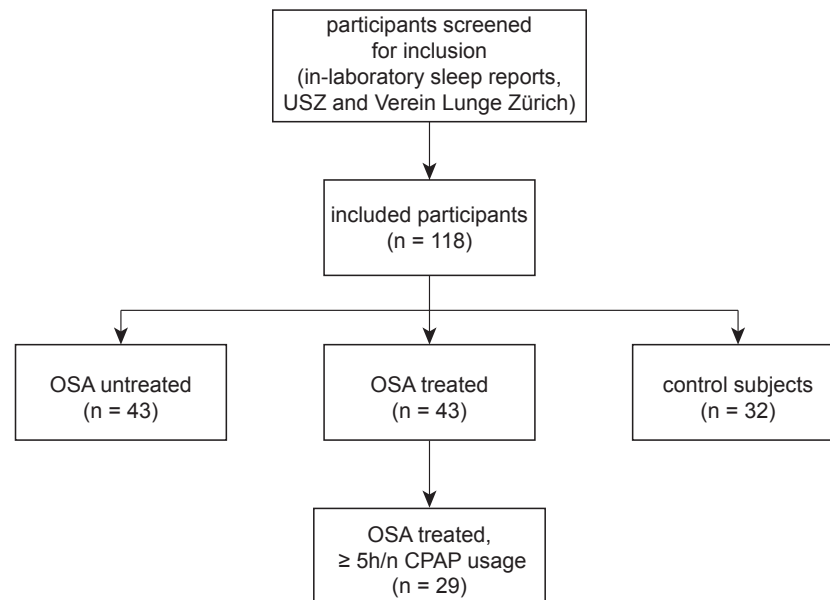 participants screened
for inclusion
(in-laboratory sleep reports,
USZ and Verein Lunge Zürich)
included participants
(n = 118)
OSA untreated
(n = 43)
OSA treated
(n = 43)
control subjects
(n = 32)
OSA treated,
≥ 5h/n CPAP usage
(n = 29)